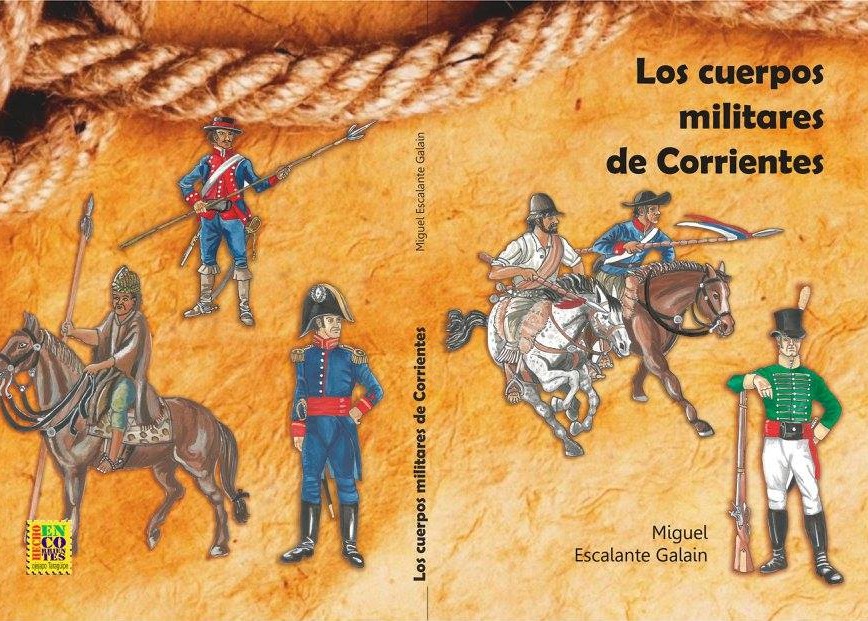 Los cuerpos
militares
de Corrientes
Miguel
Escalante Galain
Miguel Escalante Galain
Los cuerpos militares de Corrientes
HECHO
EN
CO
RRIEN
TES